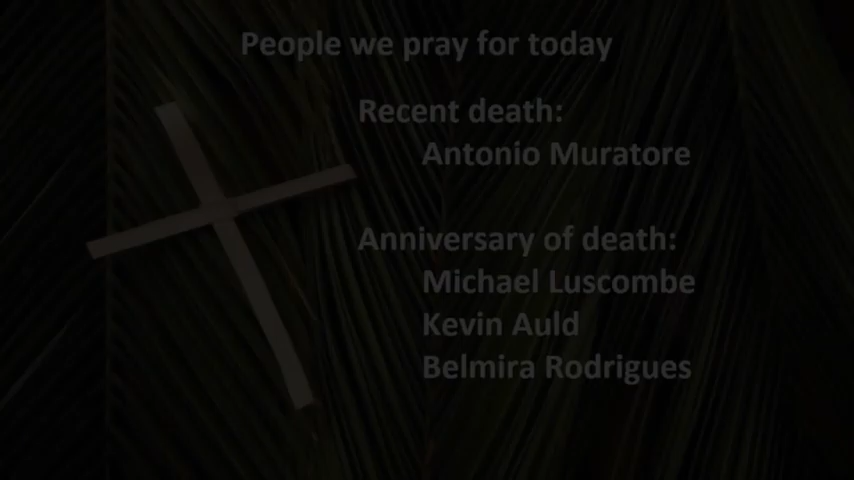 People we pray for today
Recent death:
Antonio Muratore
Anniversary of death:
Michael Luscombe
Kevin Auld
Belmira Rodrigues